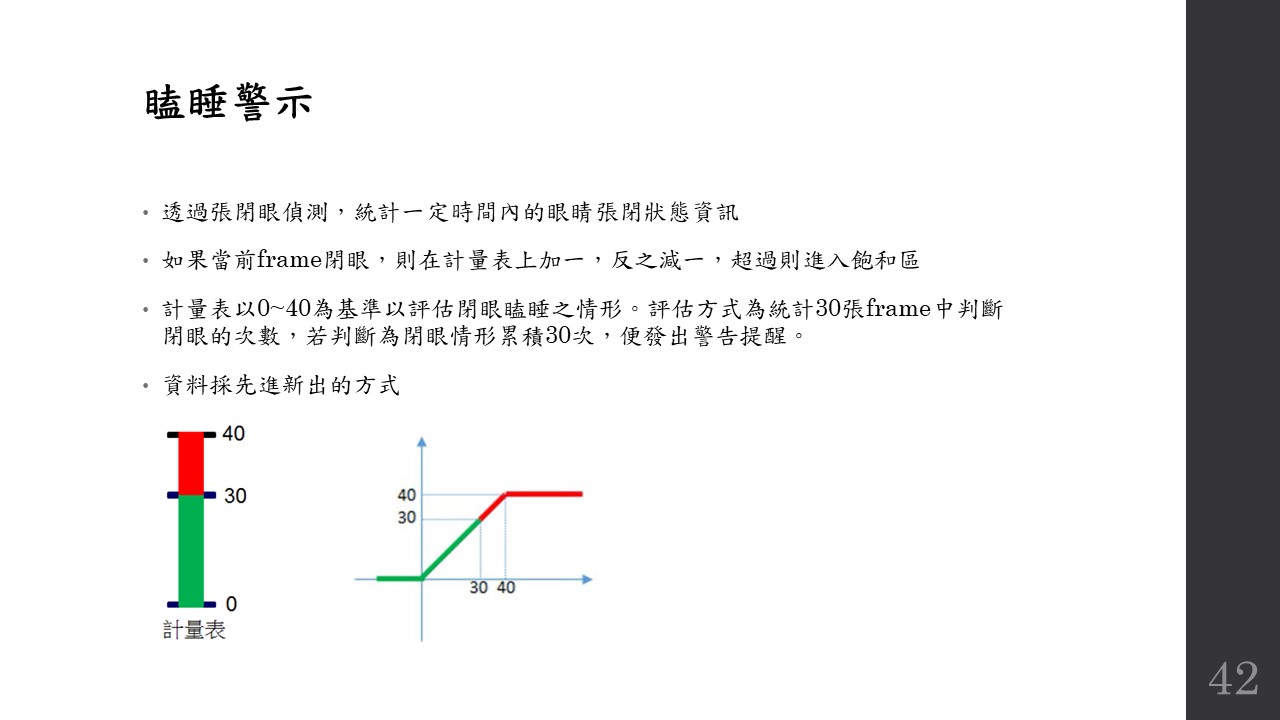 瞌睡警示
• 透過張閉眼偵測，統計一定時間內的眼睛張閉狀態資訊
• 如果當前frame閉眼，則在計量表上加一，反之減一，超過則進入飽和區
• 計量表以0~40為基準以評估閉眼瞌睡之情形。評估方式為統計30張frame中判斷
閉眼的次數，若判斷為閉眼情形累積30次，便發出警告提醒。
• 資料採先進新出的方式
40
30
0
計量表
40
30
30 40
42